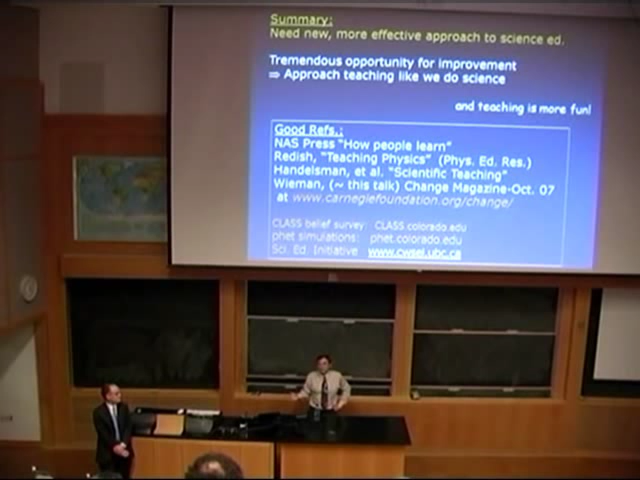 Summary:
Need new, more effective approach to science ed.
Tremendous opportunity for improvement
⇒ Approach teaching like we do science
and teaching is more fun!
Good Refs.:
NAS Press "How people learn"
Redish, "Teaching Physics" (Phys. Ed. Res.)
Handelsman, et al. "Scientific Teaching"
Wieman, (~ this talk) Change Magazine-Oct. 07
at www.carnegiefoundation.org/change/
CLASS belief survey: CLASS.colorado.edu
phet simulations: phet.colorado.edu
Sci. Ed. Initiative www.cwsei.ubc.ca